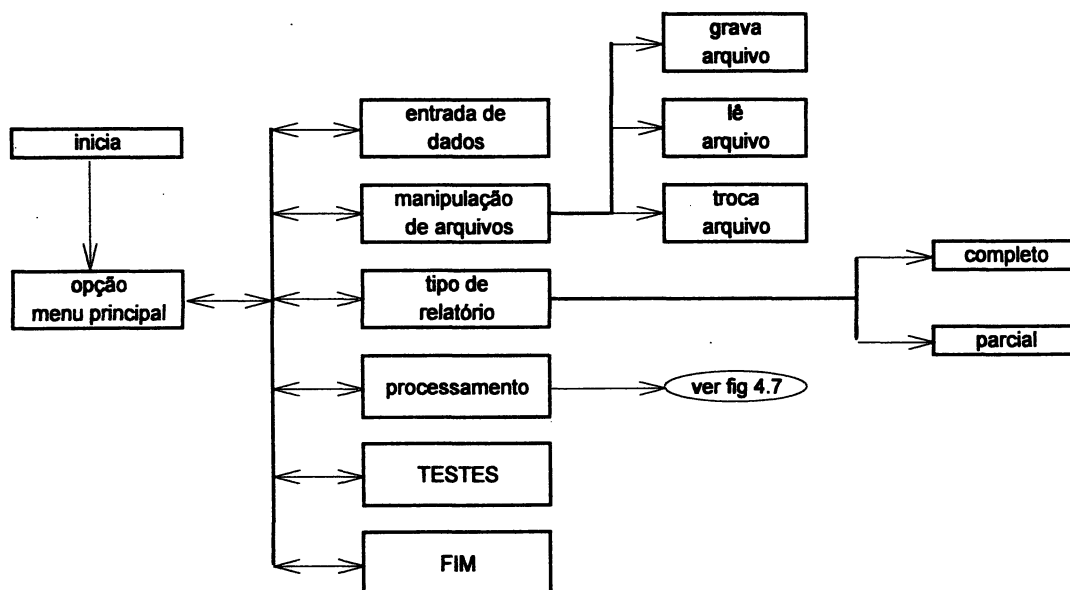 inicia
opção
menu principal
entrada de
dados
manipulação
de arquivos
tipo de
relatório
processamento
TESTES
FIM
grava
arquivo
lê
arquivo
troca
arquivo
completo
parcial
ver fig 4.7